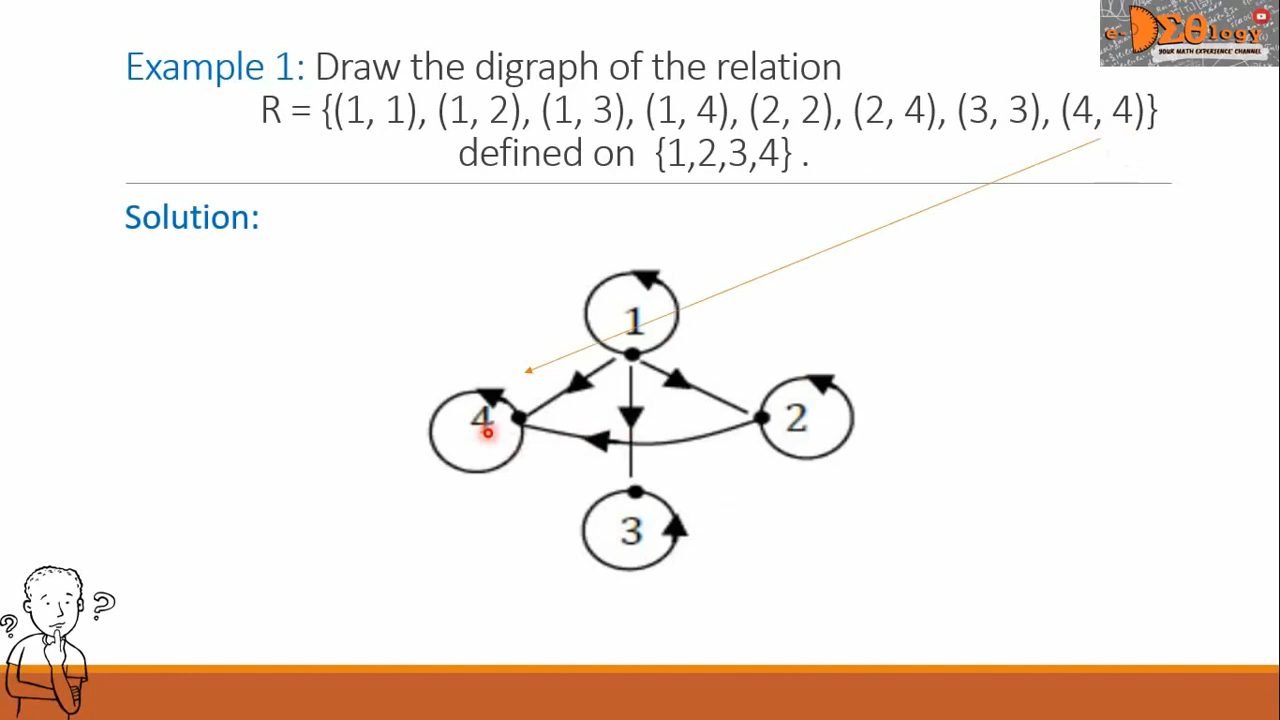 e-DΣθlogy
YOUR MATH EXPERIENCE CHANNEL
Example 1: Draw the digraph of the relation
R = {(1, 1), (1, 2), (1, 3), (1, 4), (2, 2), (2, 4), (3, 3), (4, 4)}
defined on {1,2,3,4} .
Solution:
1
4
2
3
? ?